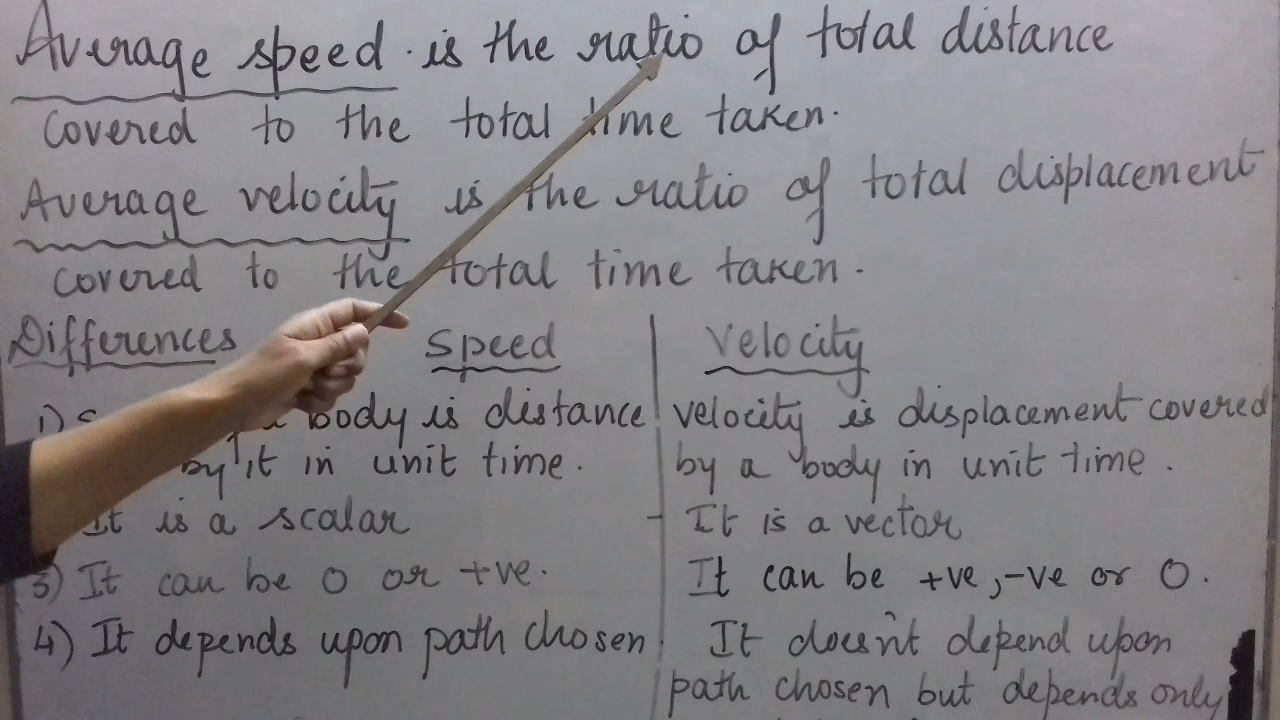 Average speed is the ratio of total distance
covered to the total time taken.
Average velocity is the ratio of total displacement
covered to the total time taken.
Differences Speed Velocity
1) body is distance velocity is displacement covered
by it in unit time. by a body in unit time.
It is a scalar - It is a vector
3) It can be 0 or +ve. It can be +ve, -ve or 0.
4) It depends upon path chosen It doesn't depend upon
path chosen but depends only